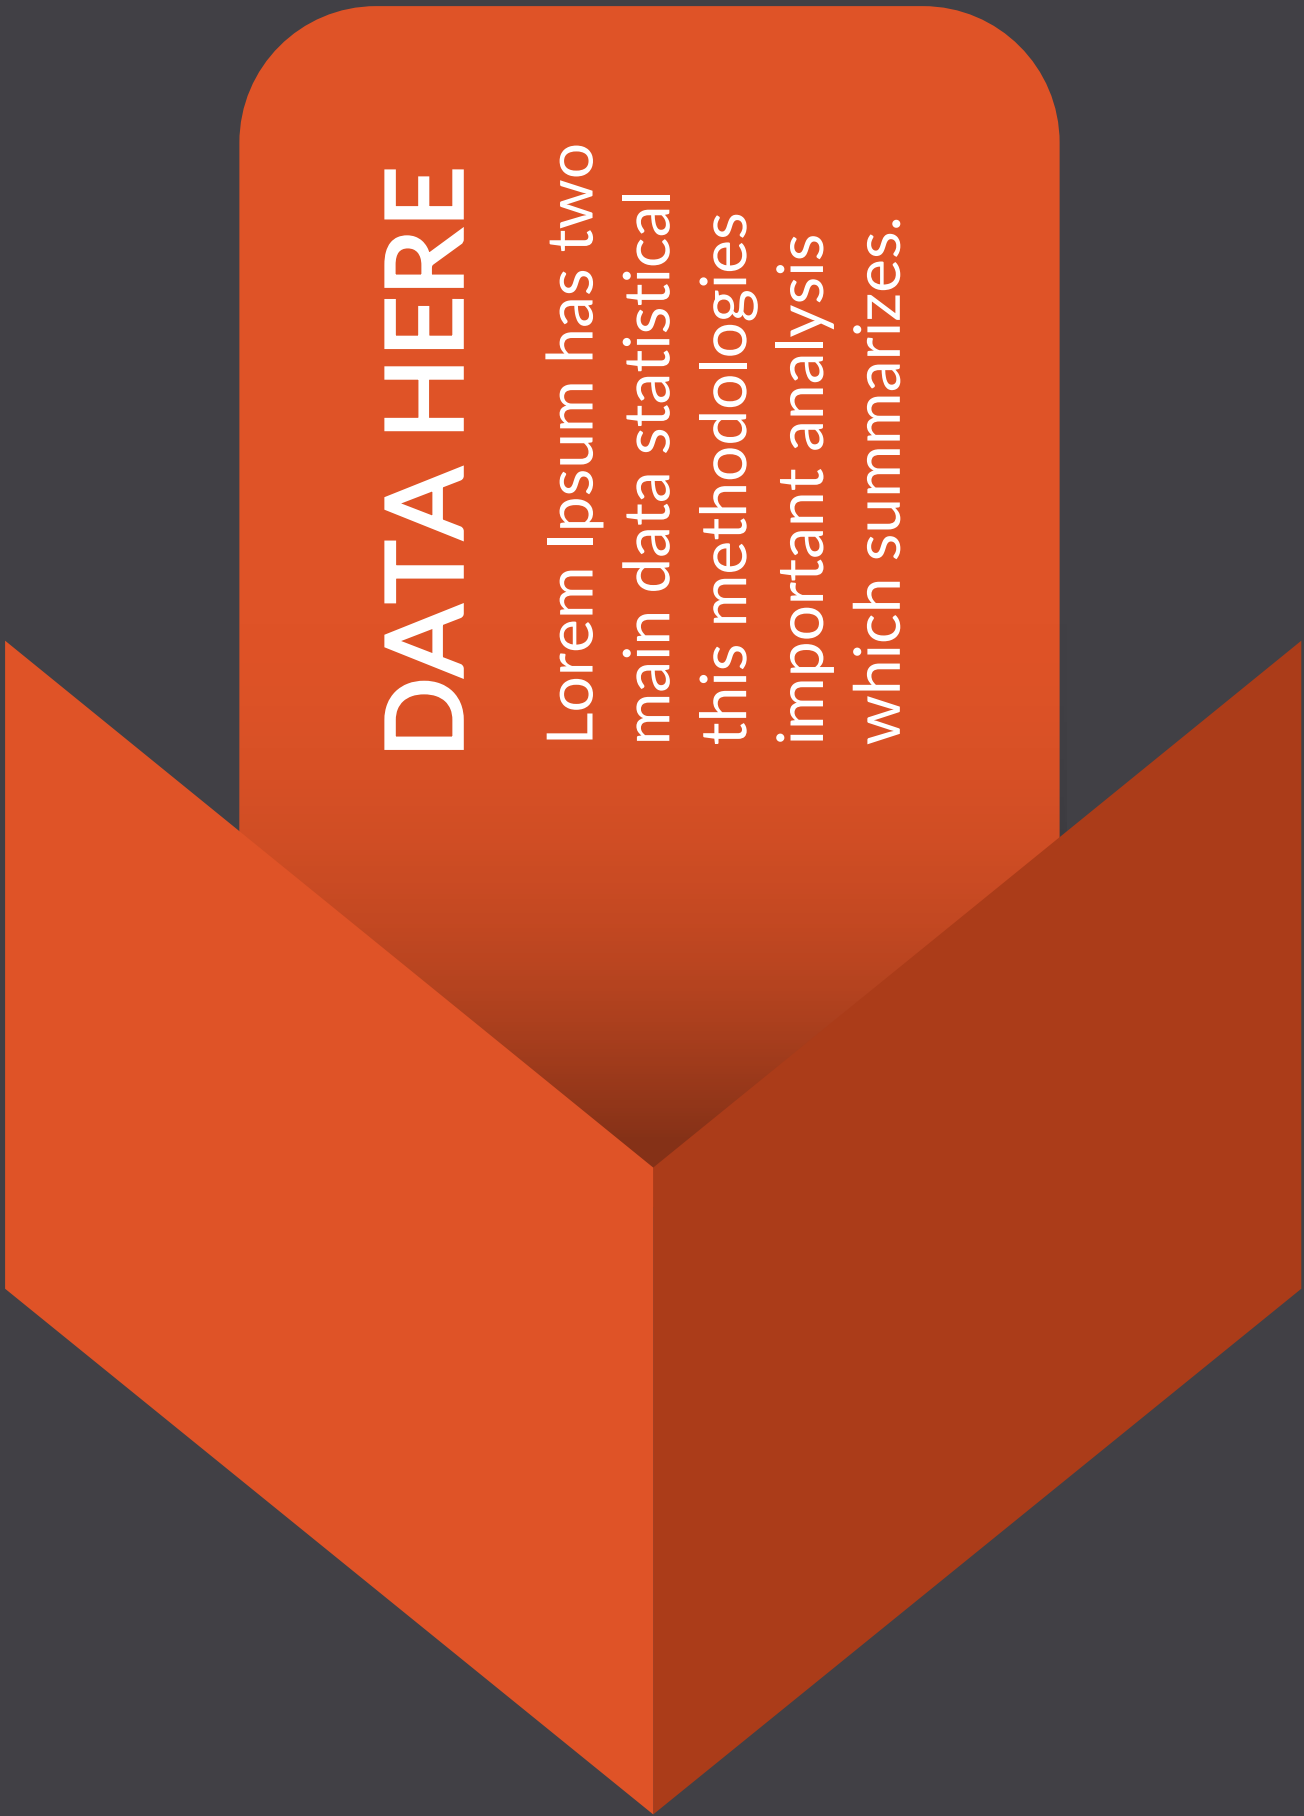 DATA HERE
Lorem Ipsum has two
main data statistical
this methodologies
important analysis
which summarizes.